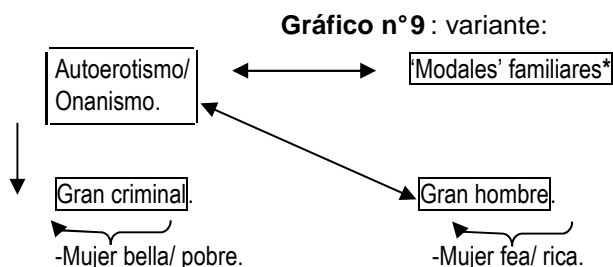 Gráfico n°9 : variante:
Autoerotismo/ 'Modales' familiares*
Onanismo.
Gran criminal. Gran hombre.
-Mujer bella/ pobre. -Mujer fea/ rica.